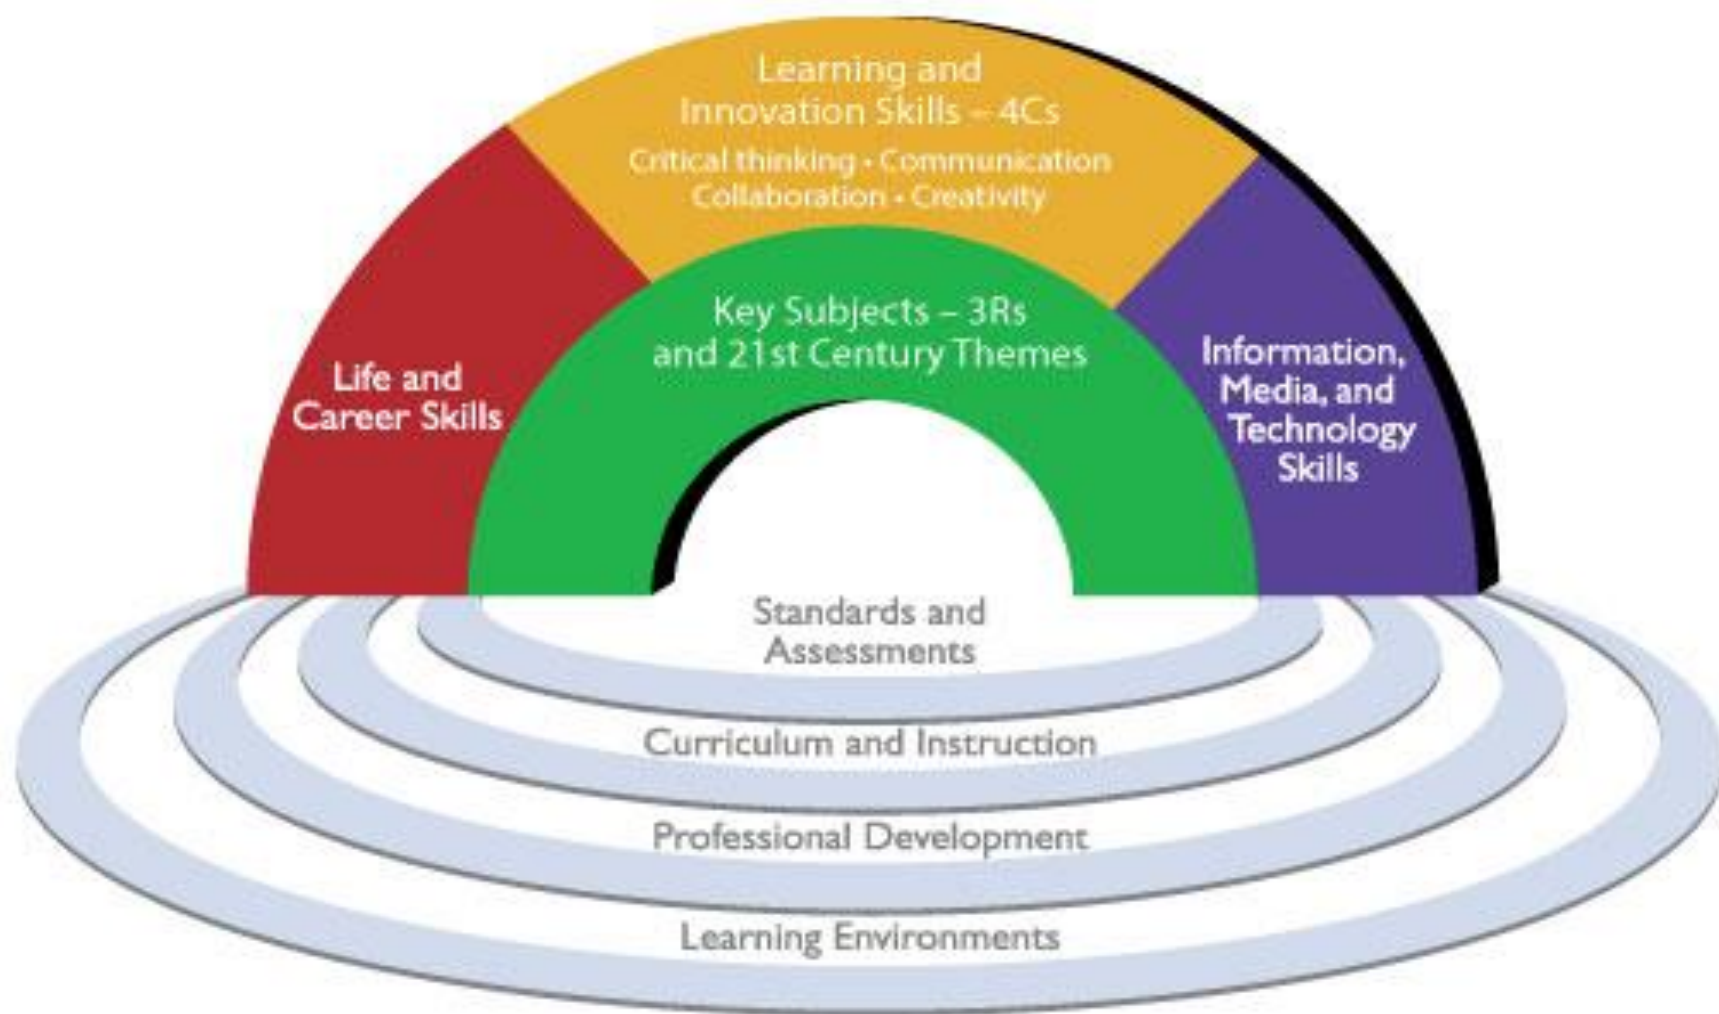 Learning and
Innovation Skills – 4Cs
Critical thinking • Communication
Collaboration • Creativity
Key Subjects – 3Rs
and 21st Century Themes
Life and
Career Skills
Information,
Media, and
Technology
Skills
Standards and
Assessments
Curriculum and Instruction
Professional Development
Learning Environments